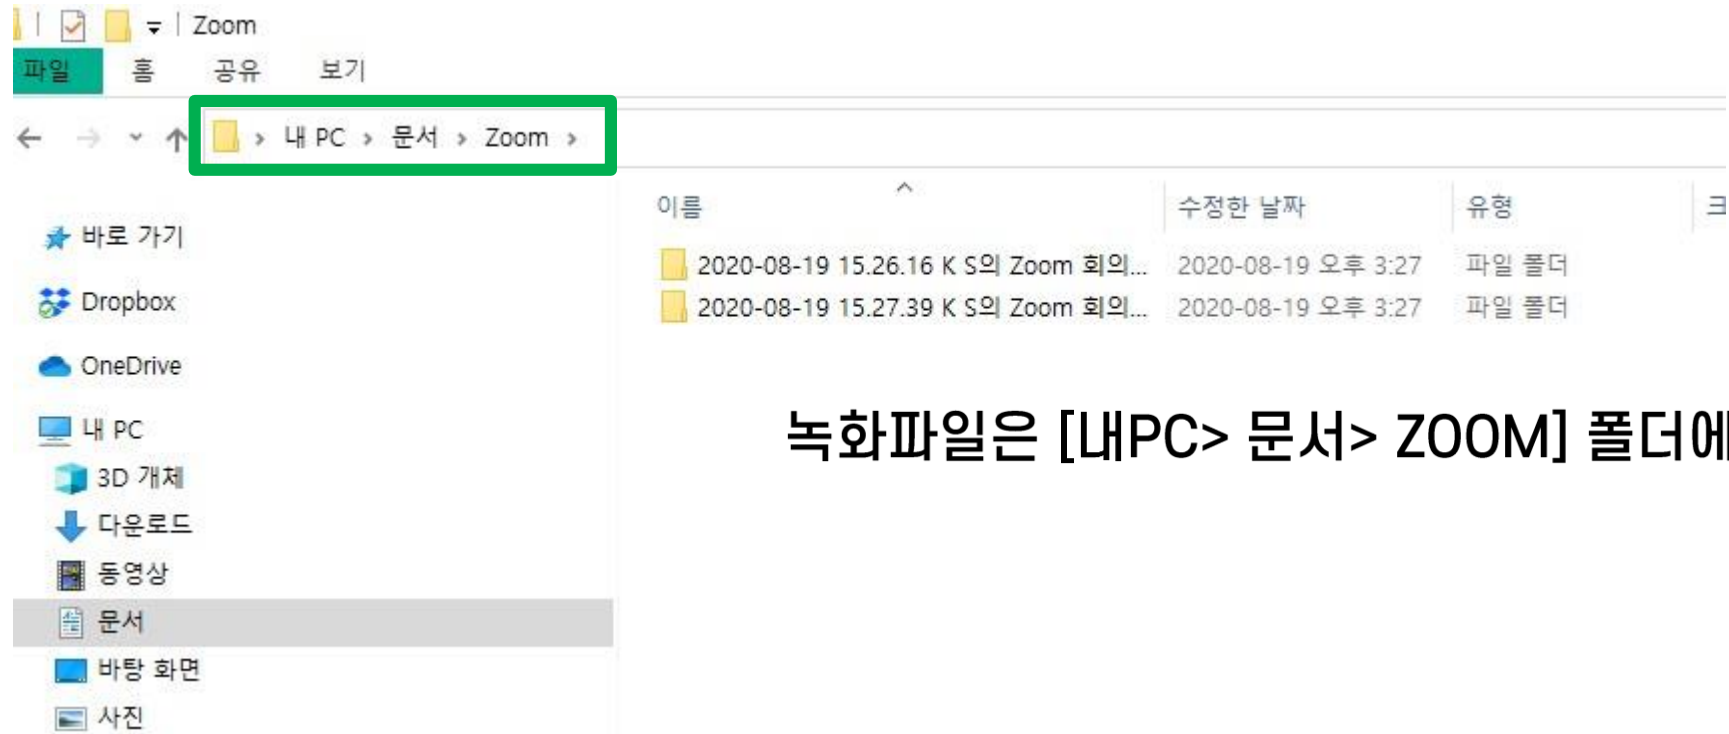 Zoom
파일 홈 공유 보기
내 PC > 문서 > Zoom >
이름 수정한 날짜 유형
2020-08-19 15.26.16 K S의 Zoom 회의... 2020-08-19 오후 3:27 파일 폴더
2020-08-19 15.27.39 K S의 Zoom 회의... 2020-08-19 오후 3:27 파일 폴더
바로 가기
Dropbox
OneDrive
내 PC
3D 개체
다운로드
동영상
문서
바탕 화면
사진
녹화파일은 [내PC> 문서> ZOOM] 폴더에